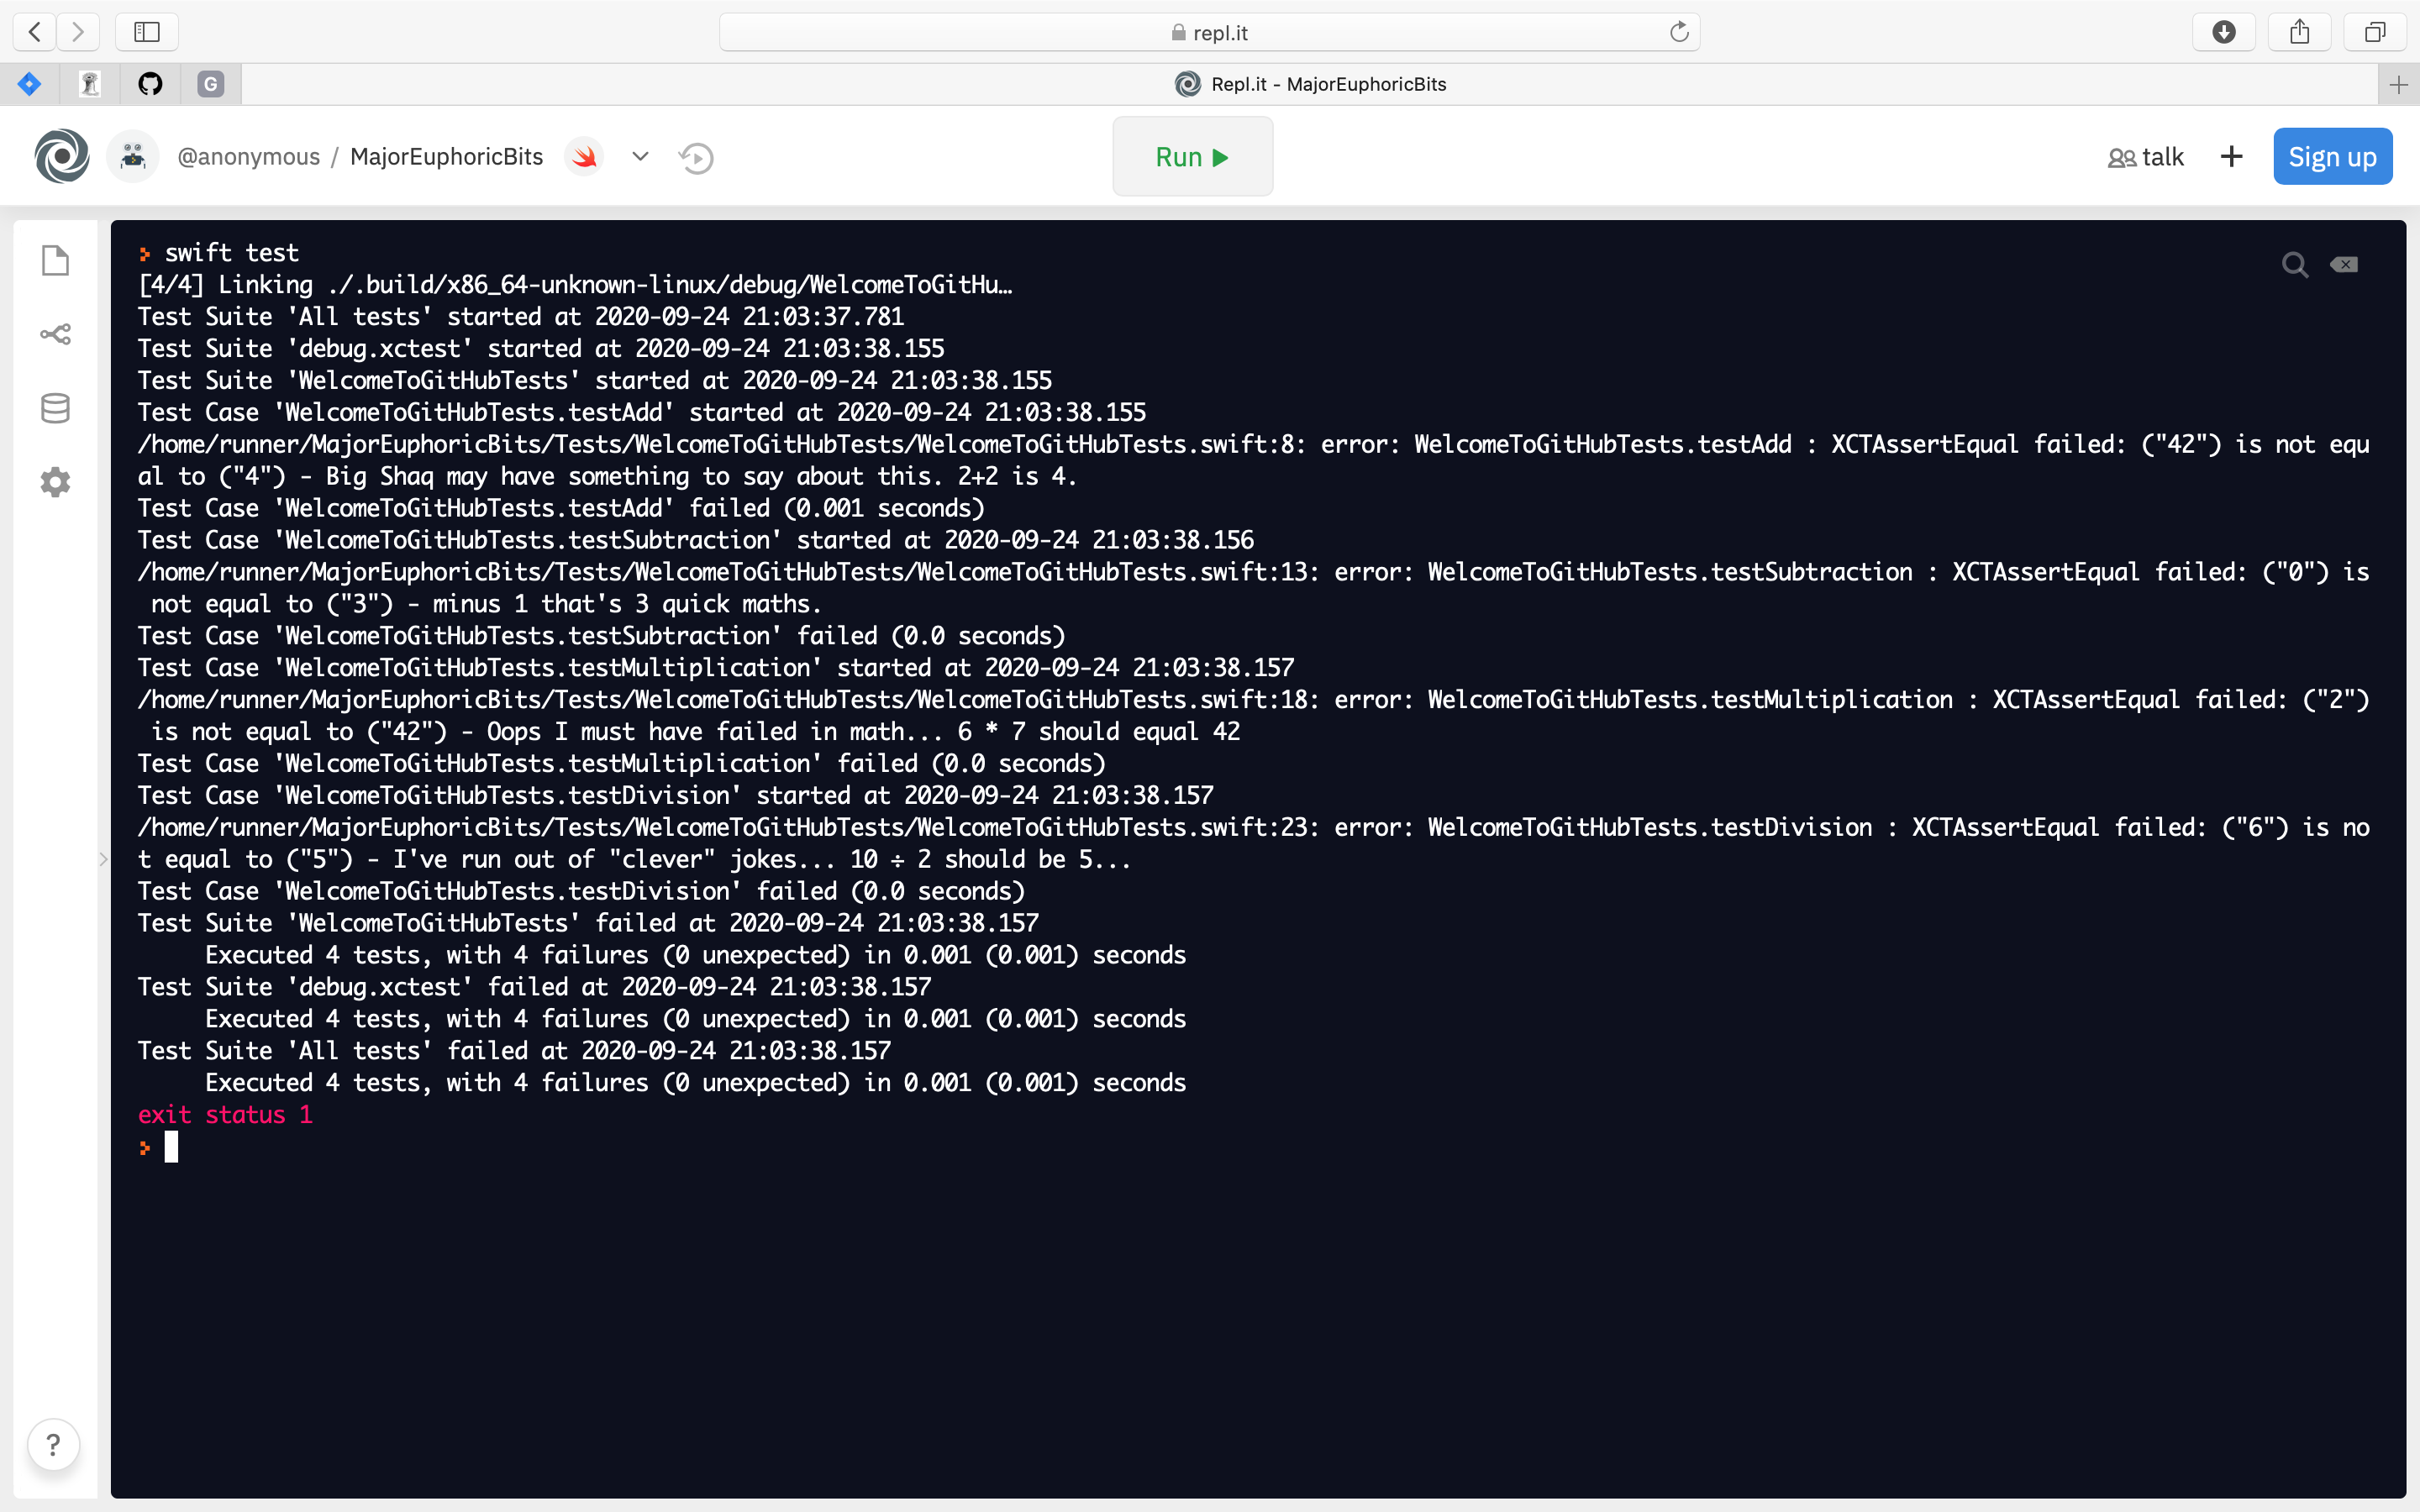 repl.it
G
Repl.it - MajorEuphoricBits
@anonymous / MajorEuphoricBits
Run
talk
+
Sign up
swift test
[4/4] Linking ./.build/x86_64-unknown-linux/debug/WelcomeToGitHu…
Test Suite 'All tests' started at 2020-09-24 21:03:37.781
Test Suite 'debug.xctest' started at 2020-09-24 21:03:38.155
Test Suite 'WelcomeToGitHubTests' started at 2020-09-24 21:03:38.155
Test Case 'WelcomeToGitHubTests.testAdd' started at 2020-09-24 21:03:38.155
/home/runner/MajorEuphoricBits/Tests/WelcomeToGitHubTests/WelcomeToGitHubTests.swift:8: error: WelcomeToGitHubTests.testAdd : XCTAssertEqual failed: ("42") is not equ
al to ("4") - Big Shaq may have something to say about this. 2+2 is 4.
Test Case 'WelcomeToGitHubTests.testAdd' failed (0.001 seconds)
Test Case 'WelcomeToGitHubTests.testSubtraction' started at 2020-09-24 21:03:38.156
/home/runner/MajorEuphoricBits/Tests/WelcomeToGitHubTests/WelcomeToGitHubTests.swift:13: error: WelcomeToGitHubTests.testSubtraction : XCTAssertEqual failed: ("0") is
 not equal to ("3") - minus 1 that's 3 quick maths.
Test Case 'WelcomeToGitHubTests.testSubtraction' failed (0.0 seconds)
Test Case 'WelcomeToGitHubTests.testMultiplication' started at 2020-09-24 21:03:38.157
/home/runner/MajorEuphoricBits/Tests/WelcomeToGitHubTests/WelcomeToGitHubTests.swift:18: error: WelcomeToGitHubTests.testMultiplication : XCTAssertEqual failed: ("2")
 is not equal to ("42") - Oops I must have failed in math... 6 * 7 should equal 42
Test Case 'WelcomeToGitHubTests.testMultiplication' failed (0.0 seconds)
Test Case 'WelcomeToGitHubTests.testDivision' started at 2020-09-24 21:03:38.157
/home/runner/MajorEuphoricBits/Tests/WelcomeToGitHubTests/WelcomeToGitHubTests.swift:23: error: WelcomeToGitHubTests.testDivision : XCTAssertEqual failed: ("6") is no
t equal to ("5") - I've run out of "clever" jokes... 10 ÷ 2 should be 5...
Test Case 'WelcomeToGitHubTests.testDivision' failed (0.0 seconds)
Test Suite 'WelcomeToGitHubTests' failed at 2020-09-24 21:03:38.157
     Executed 4 tests, with 4 failures (0 unexpected) in 0.001 (0.001) seconds
Test Suite 'debug.xctest' failed at 2020-09-24 21:03:38.157
     Executed 4 tests, with 4 failures (0 unexpected) in 0.001 (0.001) seconds
Test Suite 'All tests' failed at 2020-09-24 21:03:38.157
     Executed 4 tests, with 4 failures (0 unexpected) in 0.001 (0.001) seconds
exit status 1
?